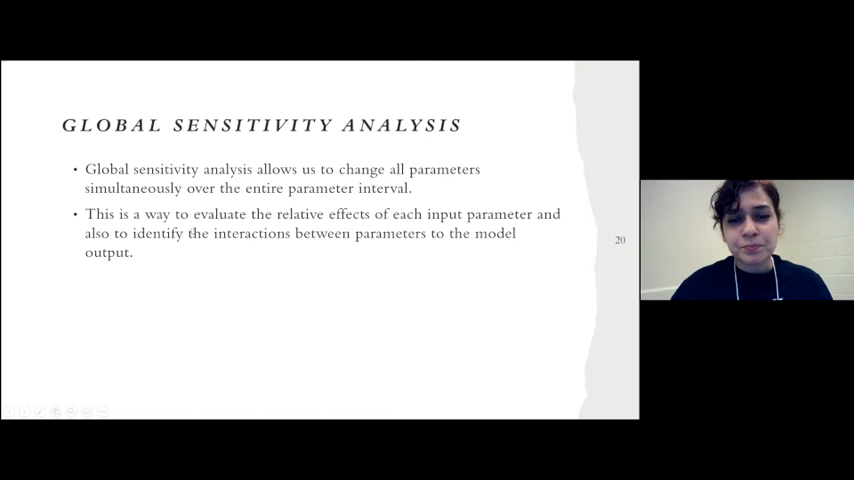 GLOBAL SENSITIVITY ANALYSIS
• Global sensitivity analysis allows us to change all parameters
simultaneously over the entire parameter interval.
• This is a way to evaluate the relative effects of each input parameter and
also to identify the interactions between parameters to the model
output.
20